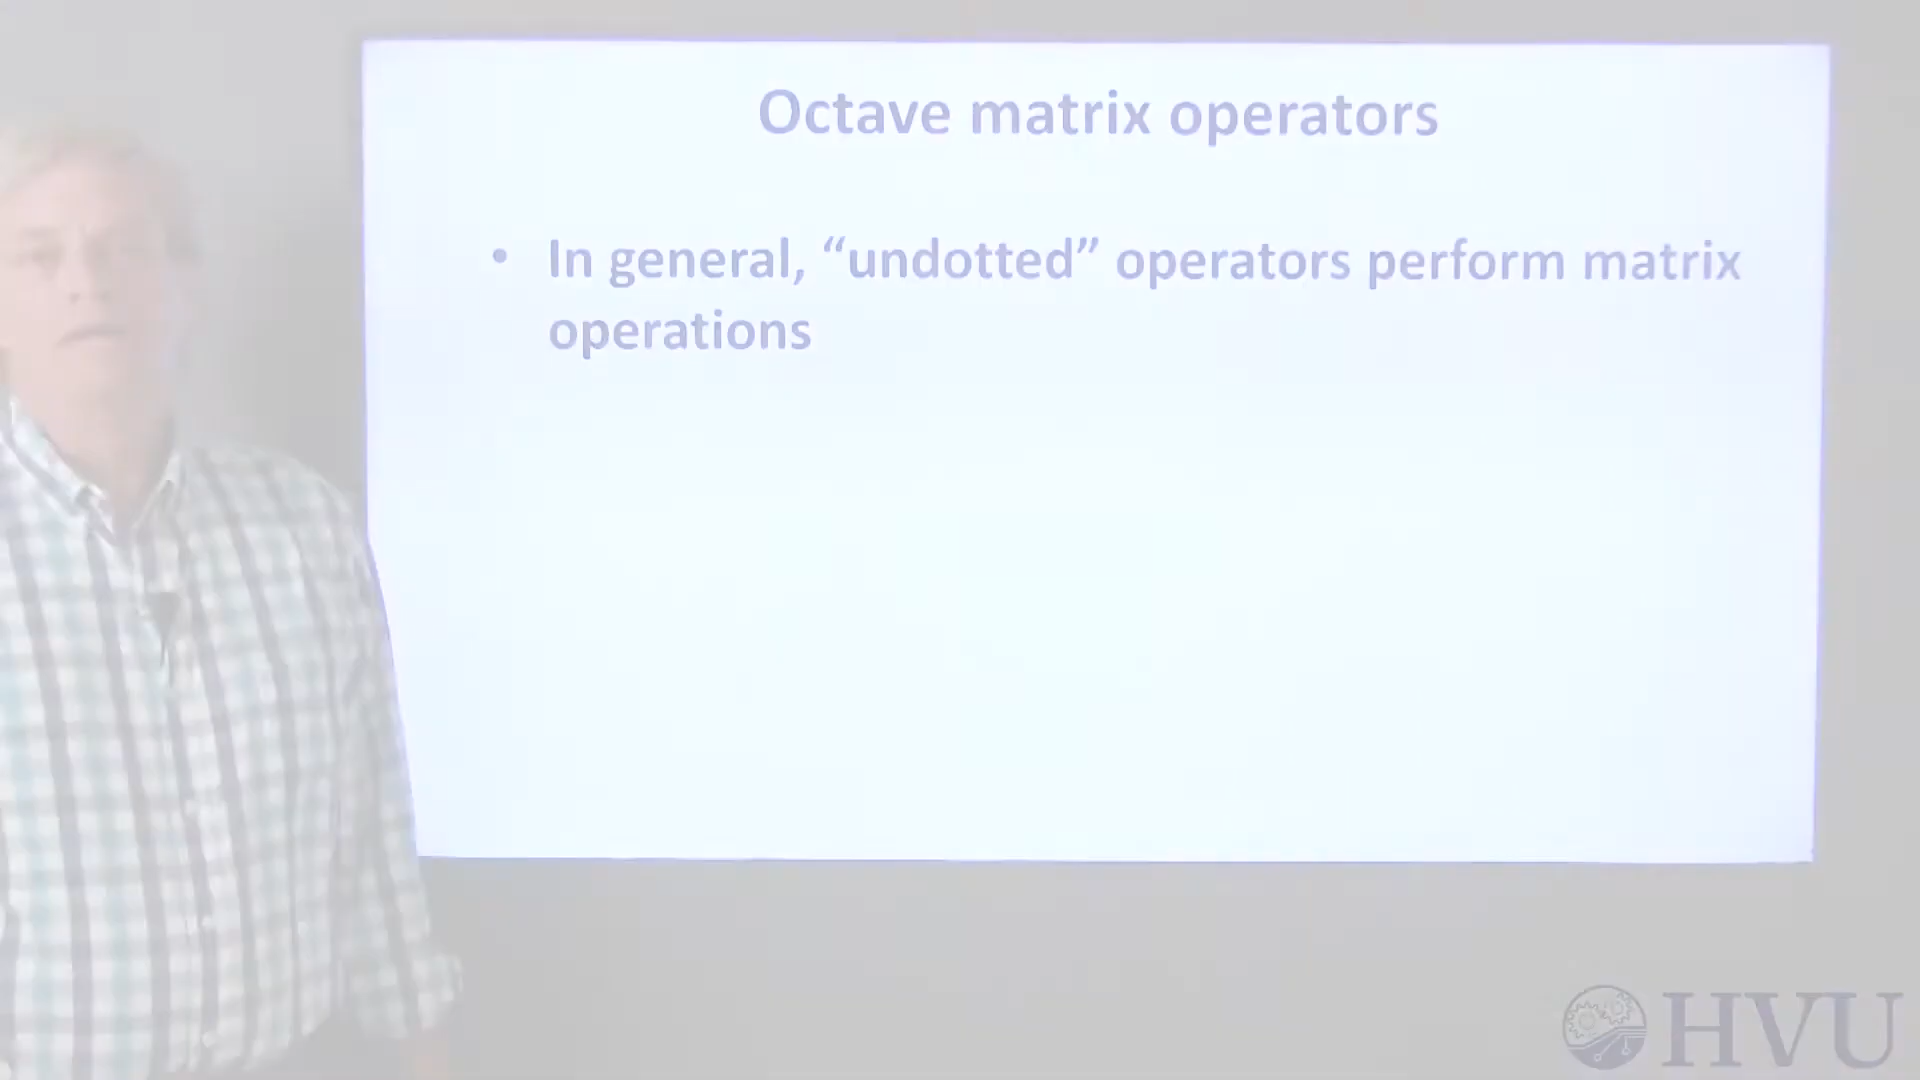 Octave matrix operators
• In general, “undotted” operators perform matrix
operations
HVU